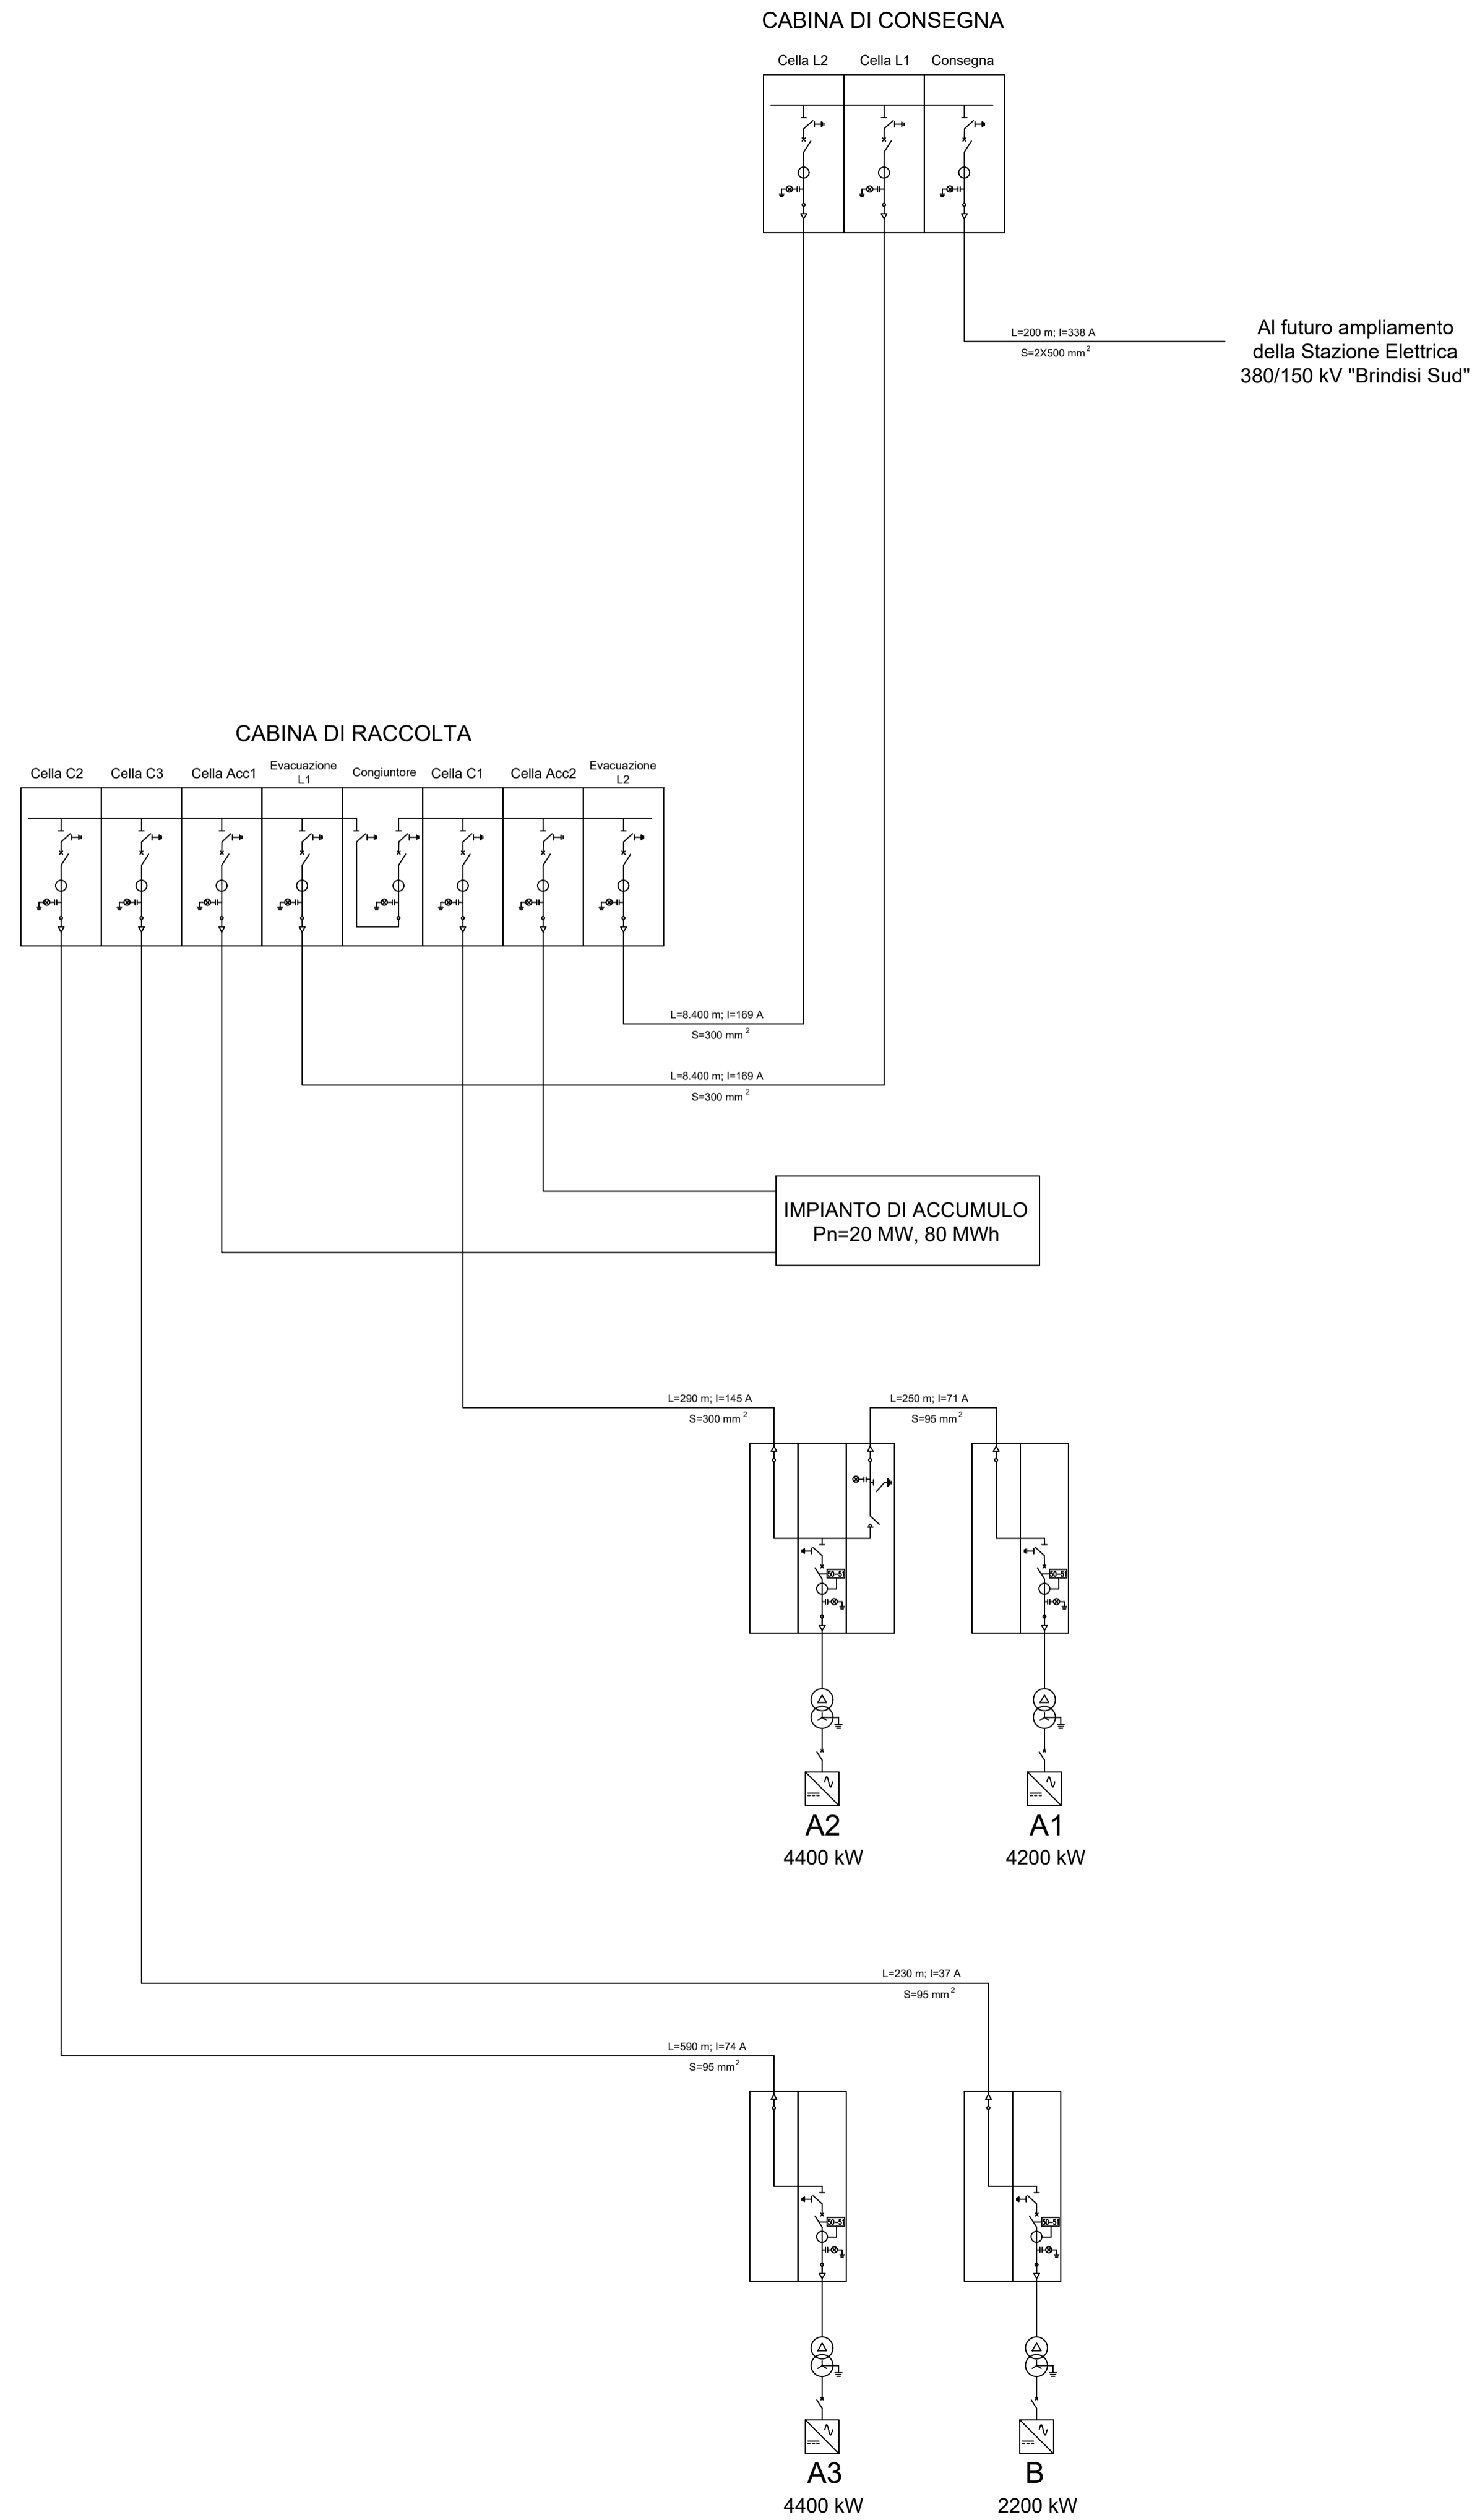 CABINA DI CONSEGNA
Cella L2
Cella L1
Consegna
L=200 m; I=338 A
S=2X500 mm²
Al futuro ampliamento
della Stazione Elettrica
380/150 kV "Brindisi Sud"
CABINA DI RACCOLTA
Cella C2
Cella C3
Cella Acc1
Evacuazione
L1
Congiuntore
Cella C1
Cella Acc2
Evacuazione
L2
L=8.400 m; I=169 A
S=300 mm²
L=8.400 m; I=169 A
S=300 mm²
IMPIANTO DI ACCUMULO
Pn=20 MW, 80 MWh
L=290 m; I=145 A
S=300 mm²
L=250 m; I=71 A
S=95 mm²
50-51
50-51
A2
4400 kW
A1
4200 kW
L=230 m; I=37 A
S=95 mm²
L=590 m; I=74 A
S=95 mm²
50-51
50-51
A3
4400 kW
B
2200 kW